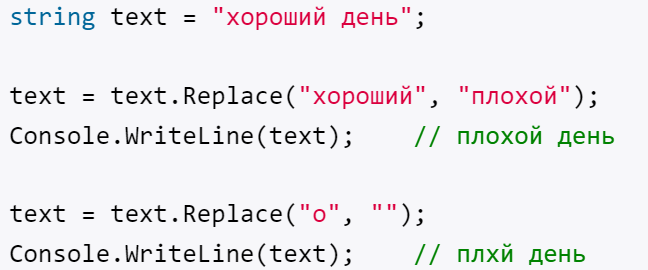 string text = "хороший день";
text = text.Replace("хороший", "плохой");
Console.WriteLine(text);    // плохой день
text = text.Replace("о", "");
Console.WriteLine(text);    // плхй день